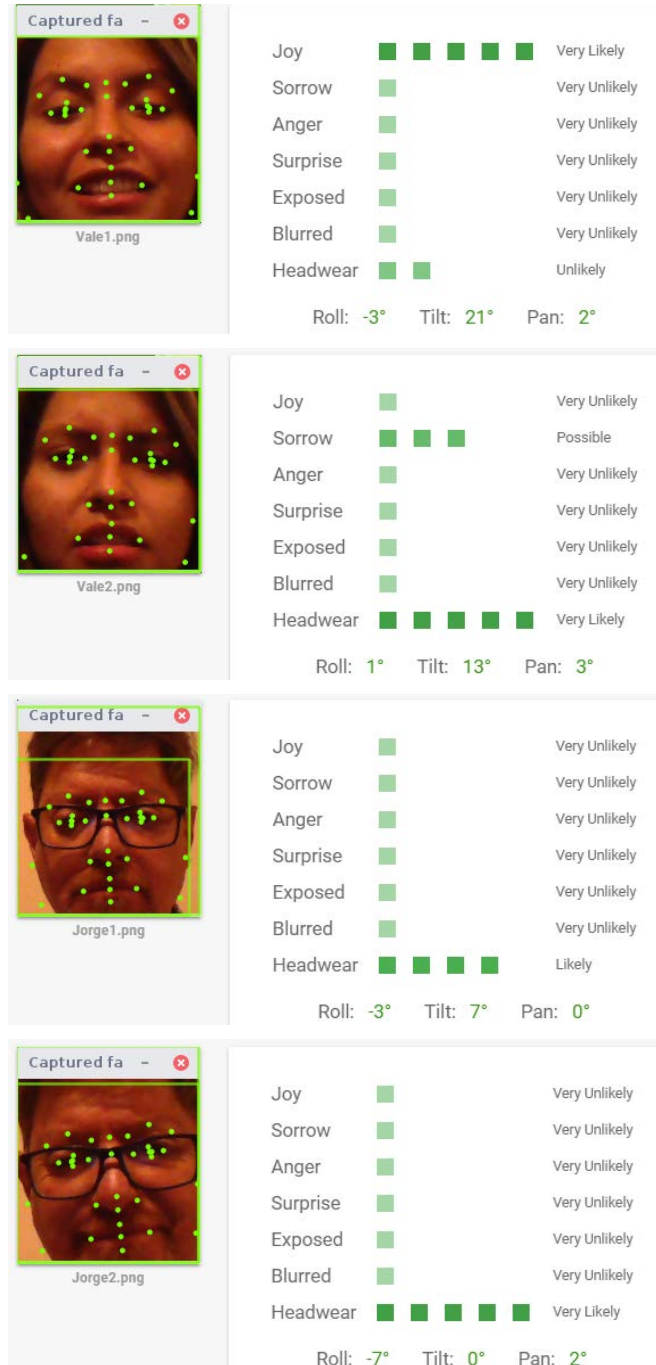 Captured fa –
Joy Very Likely
Sorrow Very Unlikely
Anger Very Unlikely
Surprise Very Unlikely
Exposed Very Unlikely
Blurred Very Unlikely
Headwear Unlikely
Vale1.png
Roll: -3° Tilt: 21° Pan: 2°
Captured fa –
Joy Very Unlikely
Sorrow Possible
Anger Very Unlikely
Surprise Very Unlikely
Exposed Very Unlikely
Blurred Very Unlikely
Headwear Very Likely
Vale2.png
Roll: 1° Tilt: 13° Pan: 3°
Captured fa –
Joy Very Unlikely
Sorrow Very Unlikely
Anger Very Unlikely
Surprise Very Unlikely
Exposed Very Unlikely
Blurred Very Unlikely
Headwear Likely
Jorge1.png
Roll: -3° Tilt: 7° Pan: 0°
Captured fa –
Joy Very Unlikely
Sorrow Very Unlikely
Anger Very Unlikely
Surprise Very Unlikely
Exposed Very Unlikely
Blurred Very Unlikely
Headwear Very Likely
Jorge2.png
Roll: -7° Tilt: 0° Pan: 2°